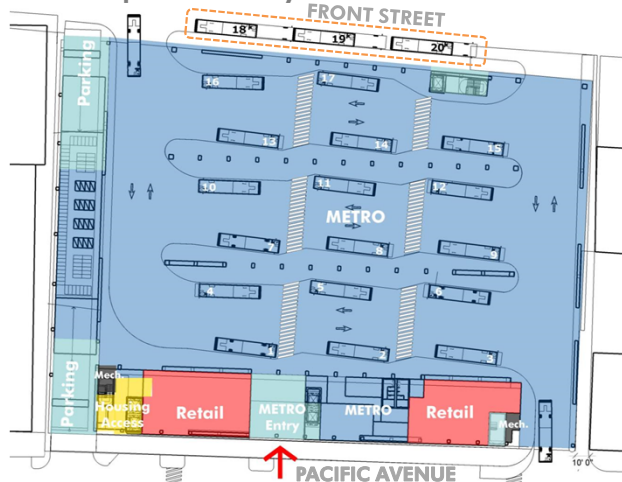 FRONT STREET
18
19
20
Parking
16
17
13
14
15
10
11
12
METRO
7
8
9
4
5
6
1
2
3
Parking
Mech.
Housing
Access
Retail
METRO
Entry
METRO
Retail
Mech.
10' 0"
PACIFIC AVENUE